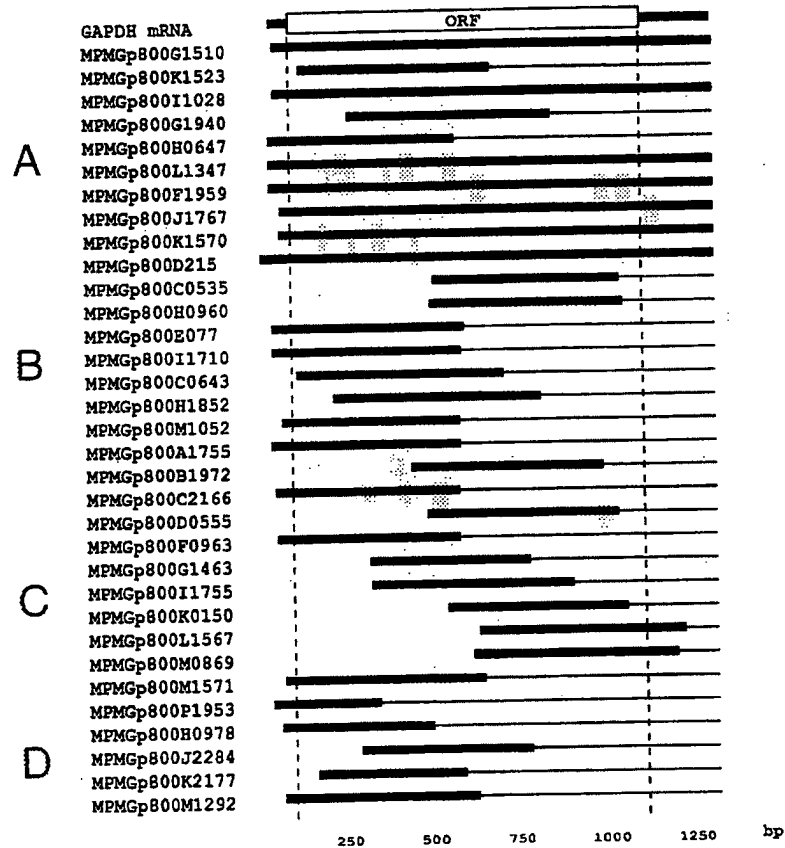 ORF
GAPDH mRNA
MPMGp800G1510
MPMGp800K1523
MPMGp800I1028
MPMGp800G1940
MPMGp800H0647
A
MPMGp800L1347
MPMGp800F1959
MPMGp800J1767
MPMGp800K1570
MPMGp800D215
MPMGp800C0535
MPMGp800H0960
MPMGp800E077
B
MPMGp800I1710
MPMGp800C0643
MPMGp800H1852
MPMGp800M1052
MPMGp800A1755
MPMGp800B1972
MPMGp800C2166
MPMGp800D0555
MPMGp800F0963
MPMGp800G1463
MPMGp800I1755
C
MPMGp800K0150
MPMGp800L1567
MPMGp800M0869
MPMGp800M1571
MPMGp800P1953
MPMGp800H0978
MPMGp800J2284
D
MPMGp800K2177
MPMGp800M1292
250 500 750 1000 1250 bp